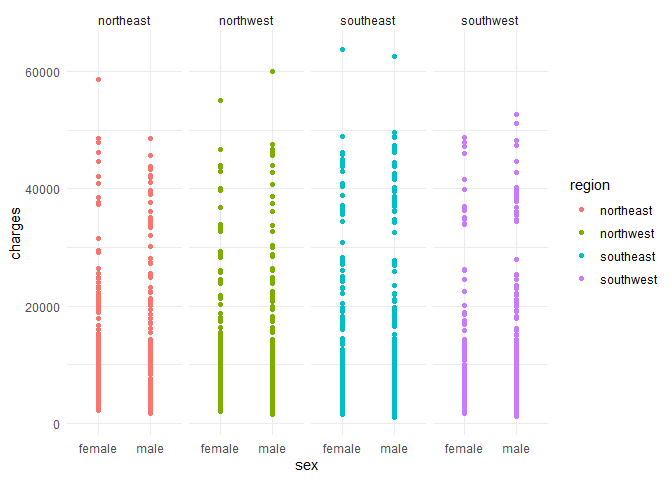 northeast northwest southeast southwest
60000
40000
20000
0
charges
female male female male female male female male
sex
region
northeast
northwest
southeast
southwest